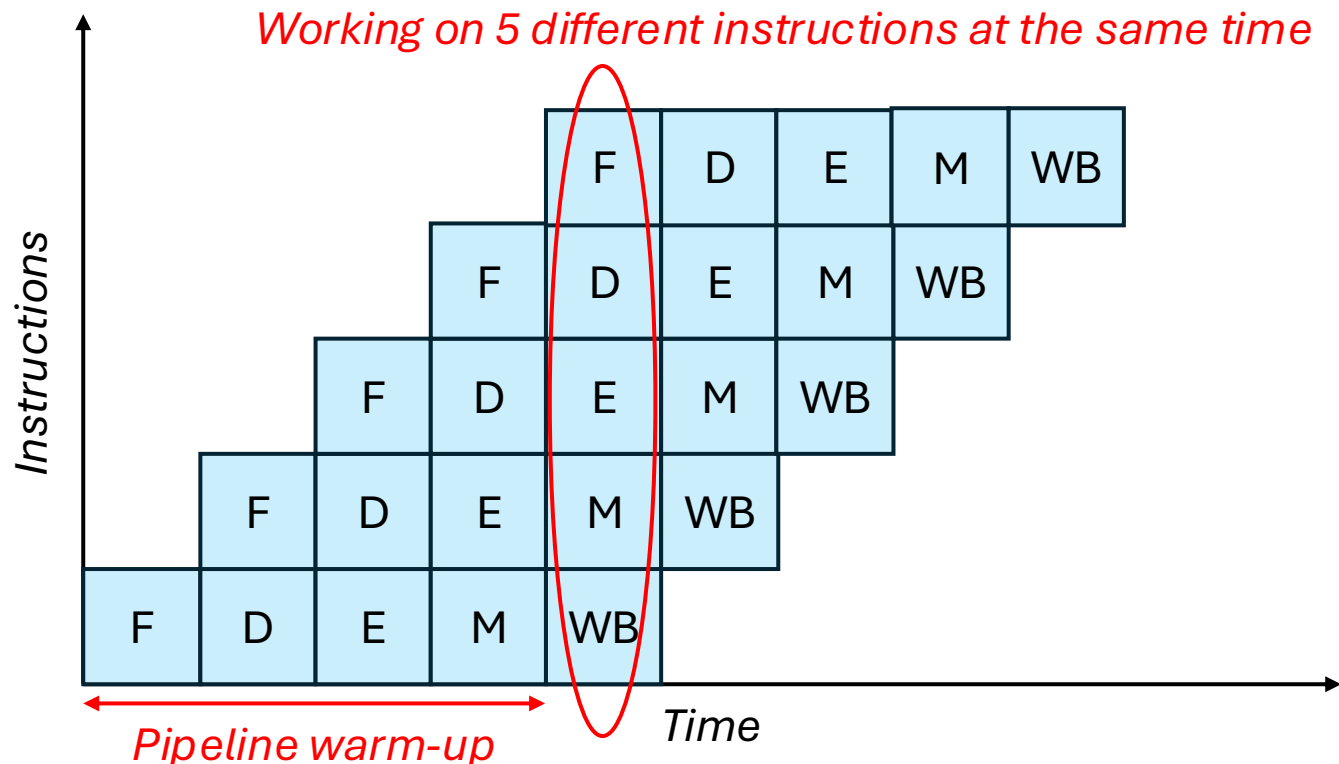 Working on 5 different instructions at the same time
F D E M WB
F D E M WB
F D E M WB
F D E M WB
F D E M WB
Instructions
Time
Pipeline warm-up